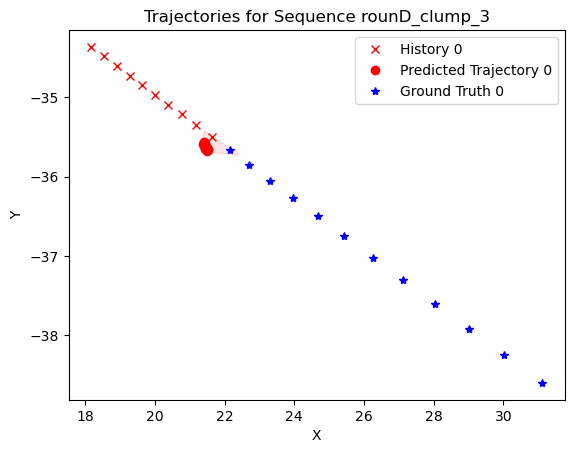 Trajectories for Sequence rounD_clump_3
History 0
Predicted Trajectory 0
Ground Truth 0
Y
−35
−36
−37
−38
18 20 22 24 26 28 30
X